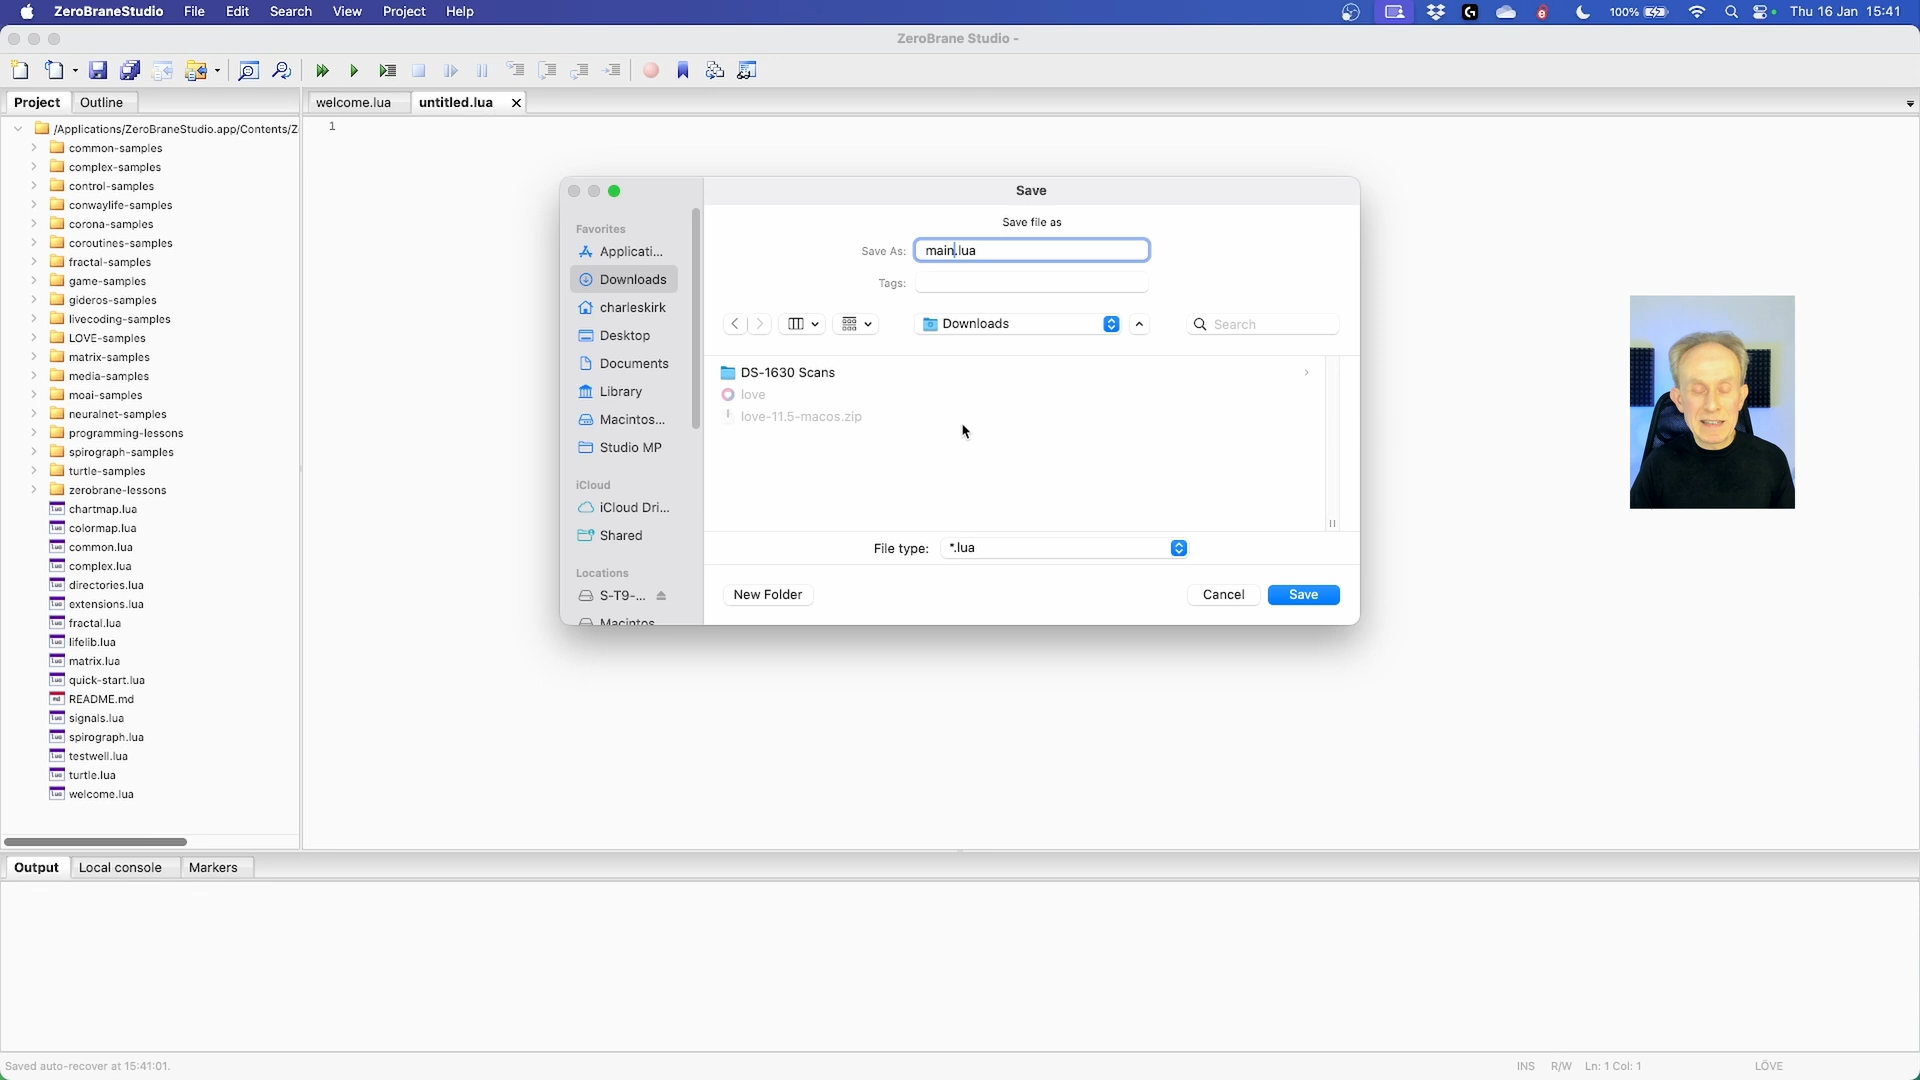 ZeroBraneStudio File Edit Search View Project Help 100% Thu 16 Jan 15:41
ZeroBrane Studio -
Project Outline
welcome.lua untitled.lua
/Applications/ZeroBraneStudio.app/Contents/Z
common-samples
complex-samples
control-samples
conwaylife-samples
corona-samples
coroutines-samples
fractal-samples
game-samples
gideros-samples
livecoding-samples
LOVE-samples
matrix-samples
media-samples
moai-samples
neuralnet-samples
programming-lessons
spirograph-samples
turtle-samples
zerobrane-lessons
chartmap.lua
colormap.lua
common.lua
complex.lua
directories.lua
extensions.lua
fractal.lua
lifelib.lua
matrix.lua
quick-start.lua
README.md
signals.lua
spirograph.lua
testwell.lua
turtle.lua
welcome.lua
1
Save
Save file as
Save As: main.lua
Tags:
Downloads
Search
Favorites
Applicati...
Downloads
charleskirk
Desktop
Documents
Library
Macintos...
Studio MP
iCloud
iCloud Dri...
Shared
Locations
S-T9-...
Macintos
DS-1630 Scans
love
love-11.5-macos.zip
File type: *.lua
New Folder Cancel Save
Output Local console Markers
Saved auto-recover at 15:41:01.
INS R/W Ln: 1 Col: 1 LÖVE